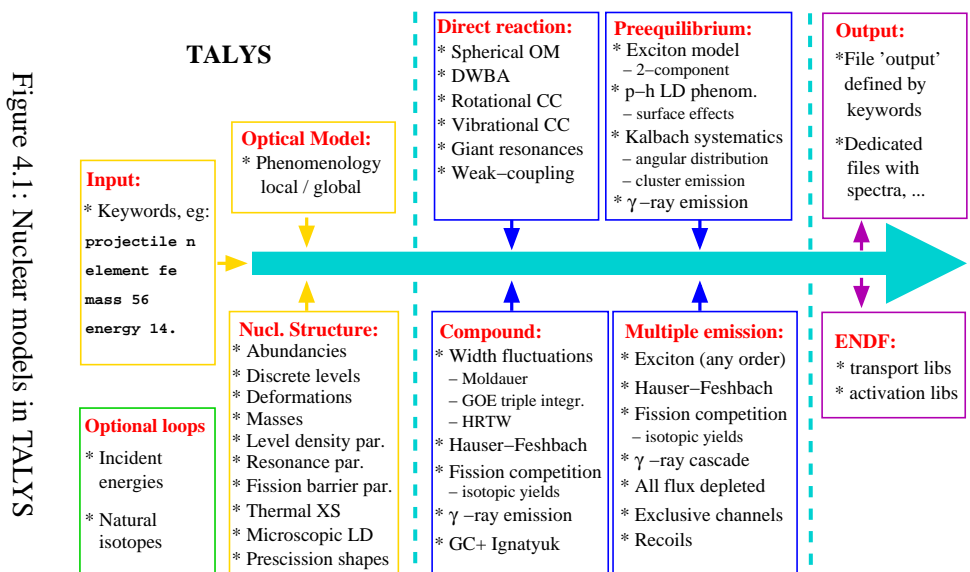 Figure 4.1: Nuclear models in TALYS
TALYS
Input:
* Keywords, eg:
projectile n
element fe
mass 56
energy 14.
Optional loops
* Incident
energies
* Natural
isotopes
Optical Model:
* Phenomenology
local / global
Nucl. Structure:
* Abundancies
* Discrete levels
* Deformations
* Masses
* Level density par.
* Resonance par.
* Fission barrier par.
* Thermal XS
* Microscopic LD
* Prescission shapes
Direct reaction:
* Spherical OM
* DWBA
* Rotational CC
* Vibrational CC
* Giant resonances
* Weak−coupling
Compound:
* Width fluctuations
− Moldauer
− GOE triple integr.
− HRTW
* Hauser−Feshbach
* Fission competition
− isotopic yields
* γ −ray emission
* GC+ Ignatyuk
Preequilibrium:
* Exciton model
− 2−component
* p−h LD phenom.
− surface effects
* Kalbach systematics
− angular distribution
− cluster emission
* γ −ray emission
Multiple emission:
* Exciton (any order)
* Hauser−Feshbach
* Fission competition
− isotopic yields
* γ −ray cascade
* All flux depleted
* Exclusive channels
* Recoils
Output:
*File ’output’
defined by
keywords
*Dedicated
files with
spectra, ...
ENDF:
* transport libs
* activation libs